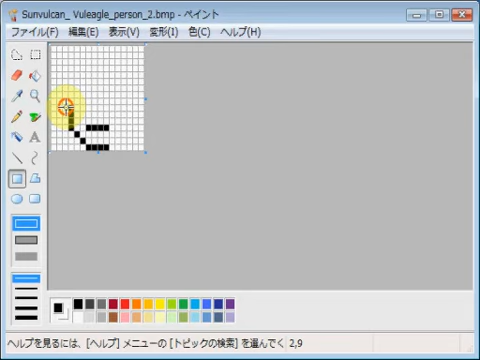 Sunvulcan_ Vuleagle_person_2.bmp - ペイント
ファイル(F) 編集(E) 表示(V) 変形(I) 色(C) ヘルプ(H)
A
ヘルプを見るには、[ヘルプ] メニューの [トピックの検索] を選んでく 2,9